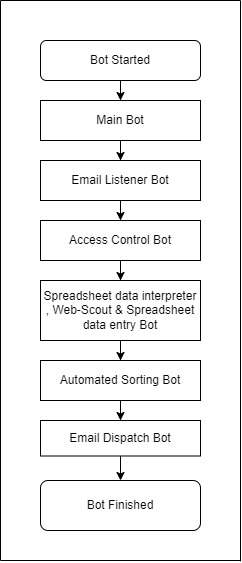 Bot Started
Main Bot
Email Listener Bot
Access Control Bot
Spreadsheet data interpreter
, Web-Scout & Spreadsheet
data entry Bot
Automated Sorting Bot
Email Dispatch Bot
Bot Finished